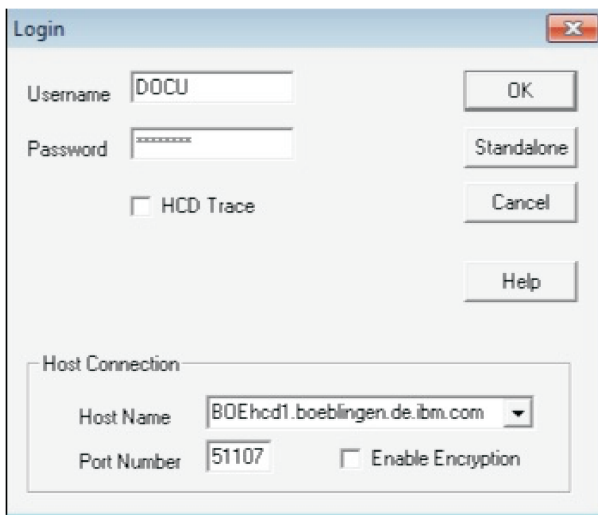 Login
Username DOCU OK
Password ******** Standalone
HCD Trace Cancel
Help
Host Connection
Host Name BOEhcd1.boeblingen.de.ibm.com
Port Number 51107 Enable Encryption